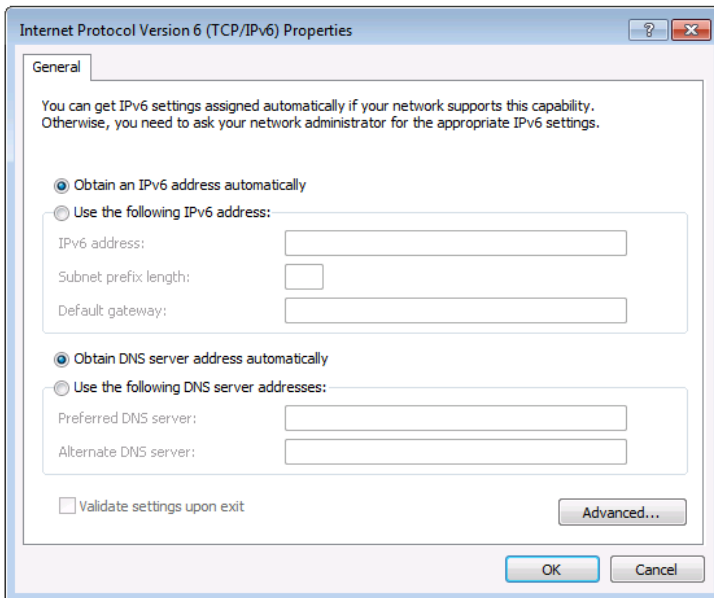 Internet Protocol Version 6 (TCP/IPv6) Properties
?
General
You can get IPv6 settings assigned automatically if your network supports this capability.
Otherwise, you need to ask your network administrator for the appropriate IPv6 settings.
Obtain an IPv6 address automatically
Use the following IPv6 address:
IPv6 address:
Subnet prefix length:
Default gateway:
Obtain DNS server address automatically
Use the following DNS server addresses:
Preferred DNS server:
Alternate DNS server:
Validate settings upon exit
Advanced...
OK
Cancel